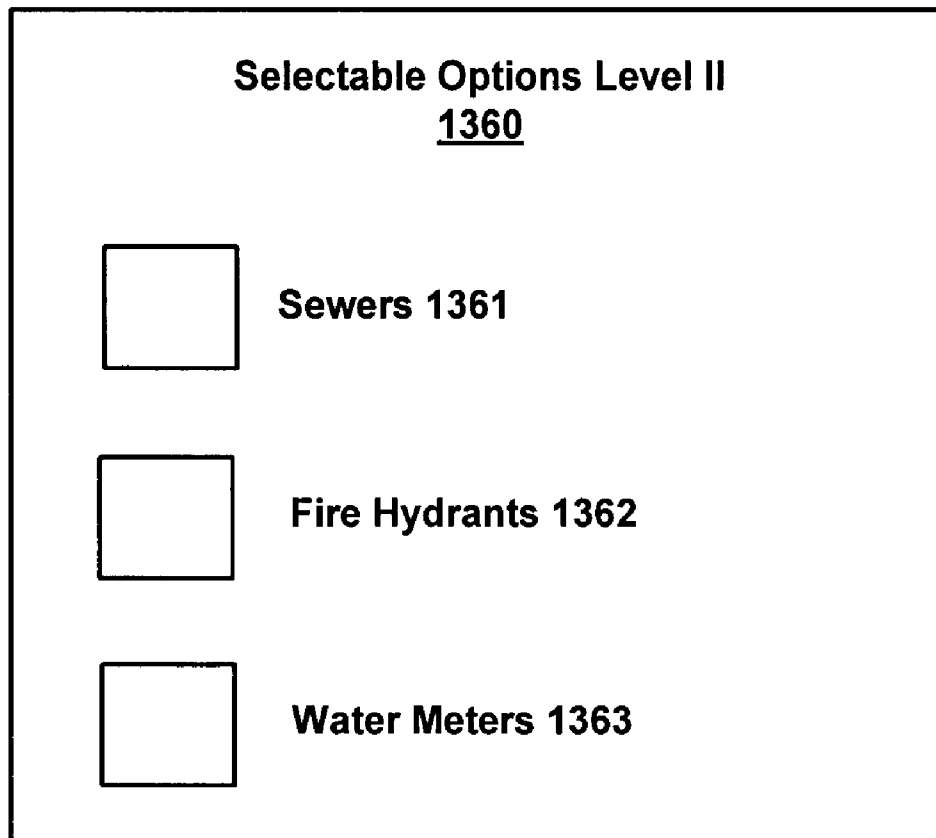 Selectable Options Level II
1360
Sewers 1361
Fire Hydrants 1362
Water Meters 1363